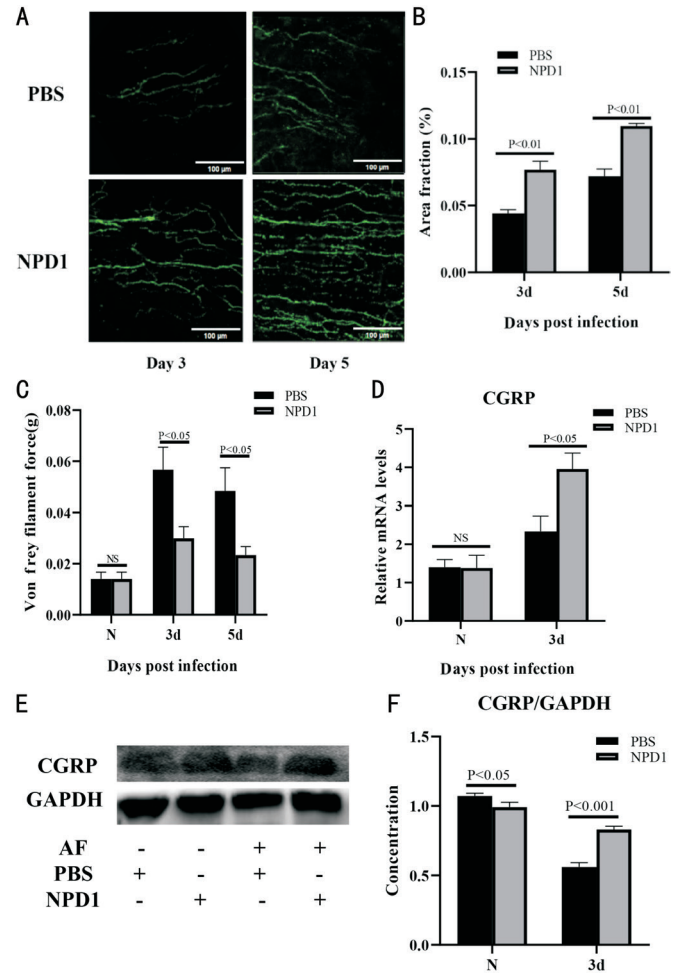 A
PBS
NPD1
100 μm
100 μm
100 μm
100 μm
Day 3
Day 5
B
PBS
NPD1
0.15
0.10
0.05
0.00
Area fraction (%)
P<0.01
P<0.01
3d
5d
Days post infection
C
PBS
NPD1
0.08
0.06
0.04
0.02
0.00
Von frey filament force(g)
NS
P<0.05
P<0.05
N
3d
5d
Days post infection
D
CGRP
PBS
NPD1
5
4
3
2
1
0
Relative mRNA levels
NS
P<0.05
N
3d
Days post infection
E
CGRP
GAPDH
AF - - + +
PBS + - + -
NPD1 - + - +
F
CGRP/GAPDH
PBS
NPD1
1.5
1.0
0.5
0.0
Concentration
P<0.05
P<0.001
N
3d